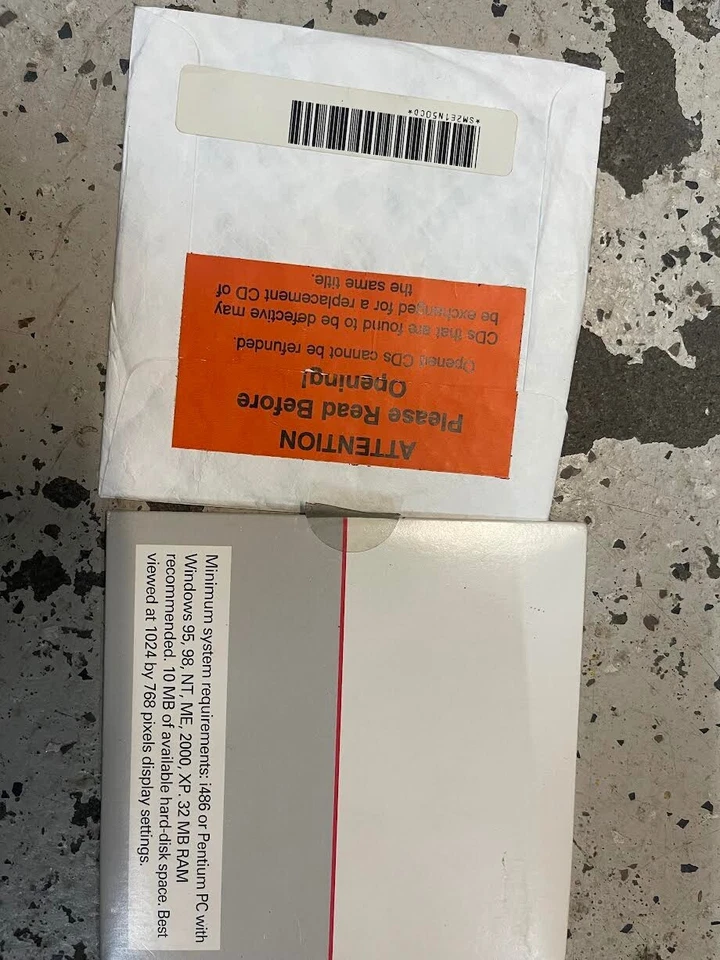 *SM2E1N50CD*
ATTENTION
Please Read Before
Opening!
Opened CDs cannot be refunded.
CDs that are found to be defective may
be exchanged for a replacement CD of
the same title.
Minimum system requirements: i486 or Pentium PC with
Windows 95, 98, NT, ME, 2000, XP. 32 MB RAM
recommended. 10 MB of available hard-disk space. Best
viewed at 1024 by 768 pixels display settings.